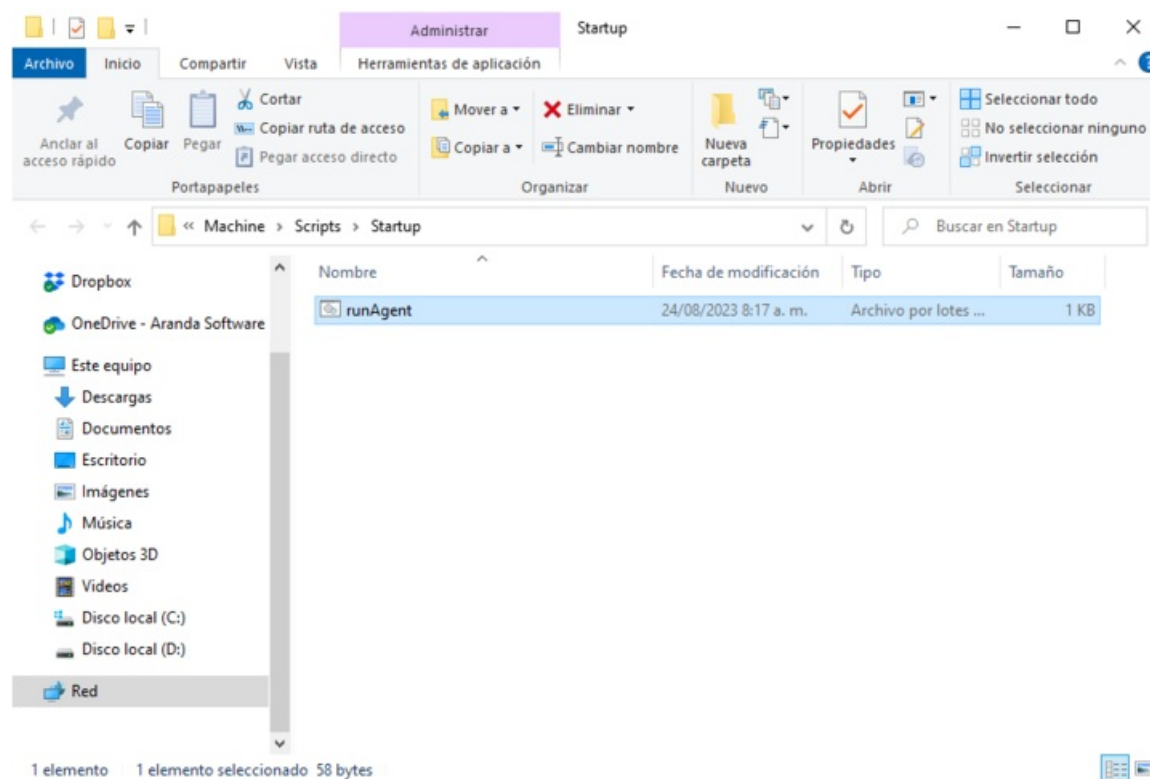 Administrar
Startup
Archivo
Inicio
Compartir
Vista
Herramientas de aplicación
Anclar al
acceso rápido
Copiar
Pegar
Cortar
Copiar ruta de acceso
Pegar acceso directo
Portapapeles
Mover a
Copiar a
Eliminar
Cambiar nombre
Organizar
Nueva
carpeta
Nuevo
Propiedades
Abrir
Seleccionar todo
No seleccionar ninguno
Invertir selección
Seleccionar
« Machine > Scripts > Startup
Buscar en Startup
Nombre
Fecha de modificación
Tipo
Tamaño
runAgent
24/08/2023 8:17 a. m.
Archivo por lotes ...
1 KB
Dropbox
OneDrive - Aranda Software
Este equipo
Descargas
Documentos
Escritorio
Imágenes
Música
Objetos 3D
Videos
Disco local (C:)
Disco local (D:)
Red
1 elemento
1 elemento seleccionado 58 bytes